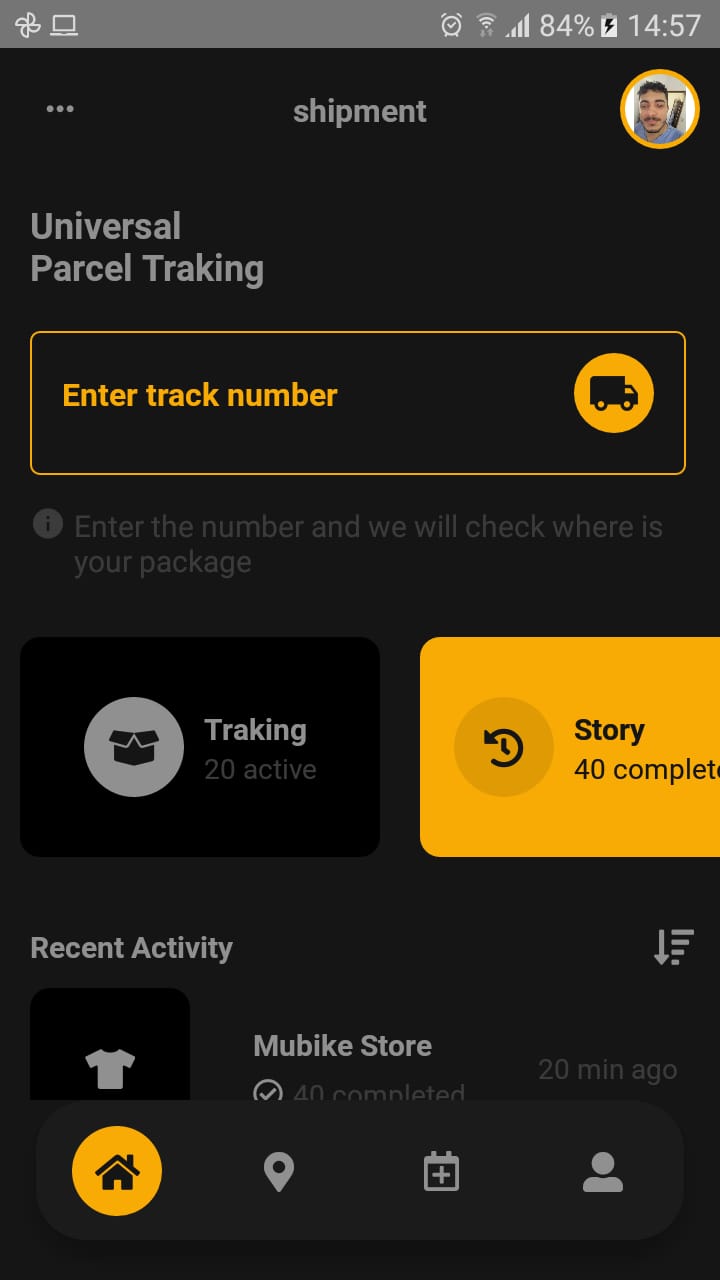 84% 14:57
shipment
Universal
Parcel Traking
Enter track number
Enter the number and we will check where is
your package
Traking
20 active
Story
40 complete
Recent Activity
Mubike Store
20 min ago
40 completed